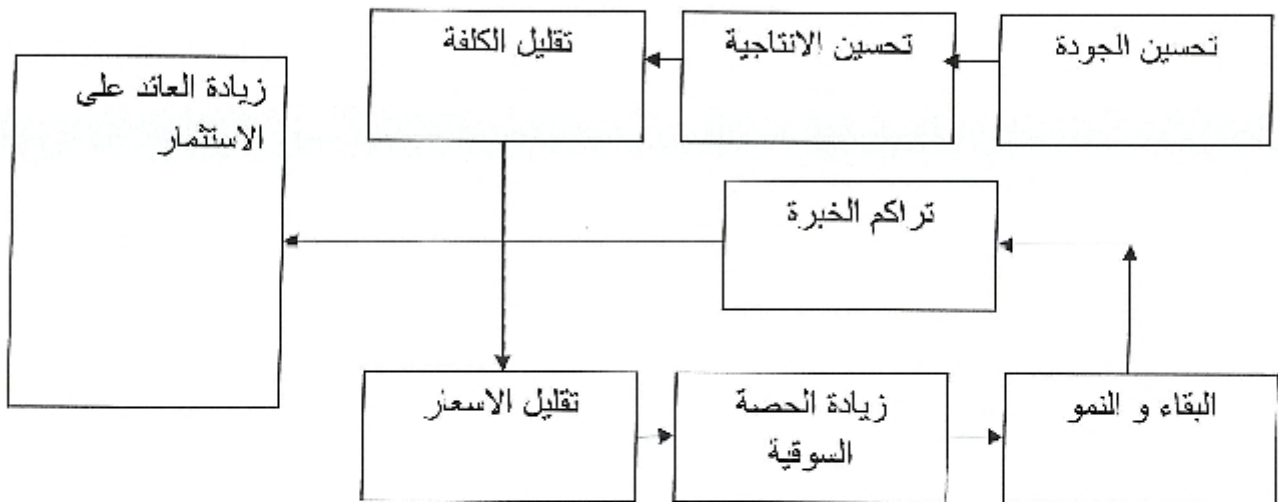 تحسين الجودة
تحسين الانتاجية
تقليل الكلفة
زيادة العائد على
الاستثمار
تراكم الخبرة
تقليل الاسعار
زيادة الحصة
السوقية
البقاء و النمو